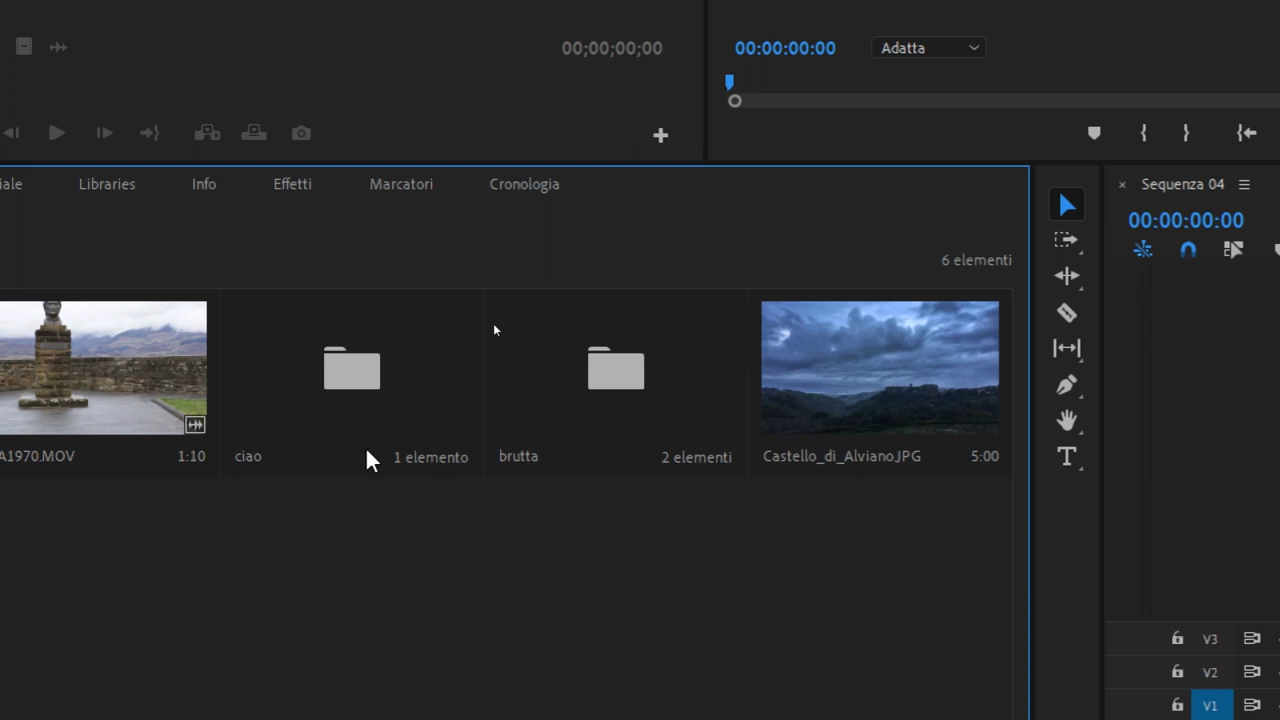 00;00;00;00
00:00:00:00 Adatta
iale Libraries Info Effetti Marcatori Cronologia
× Sequenza 04
00:00:00:00
6 elementi
A1970.MOV 1:10
ciao 1 elemento
brutta 2 elementi
Castello_di_Alviano.JPG 5:00
V3
V2
V1